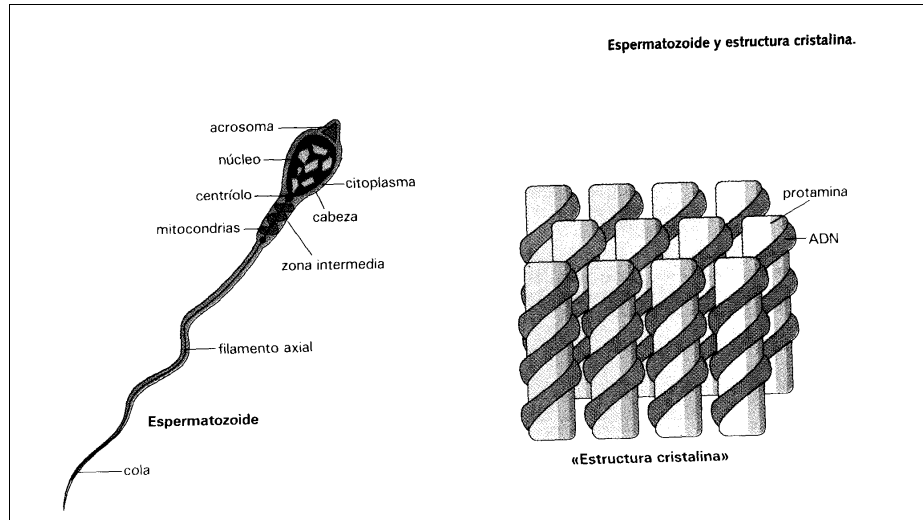 Espermatozoide y estructura cristalina.
acrosoma
núcleo
centríolo
citoplasma
cabeza
mitocondrias
zona intermedia
filamento axial
Espermatozoide
cola
protamina
ADN
«Estructura cristalina»